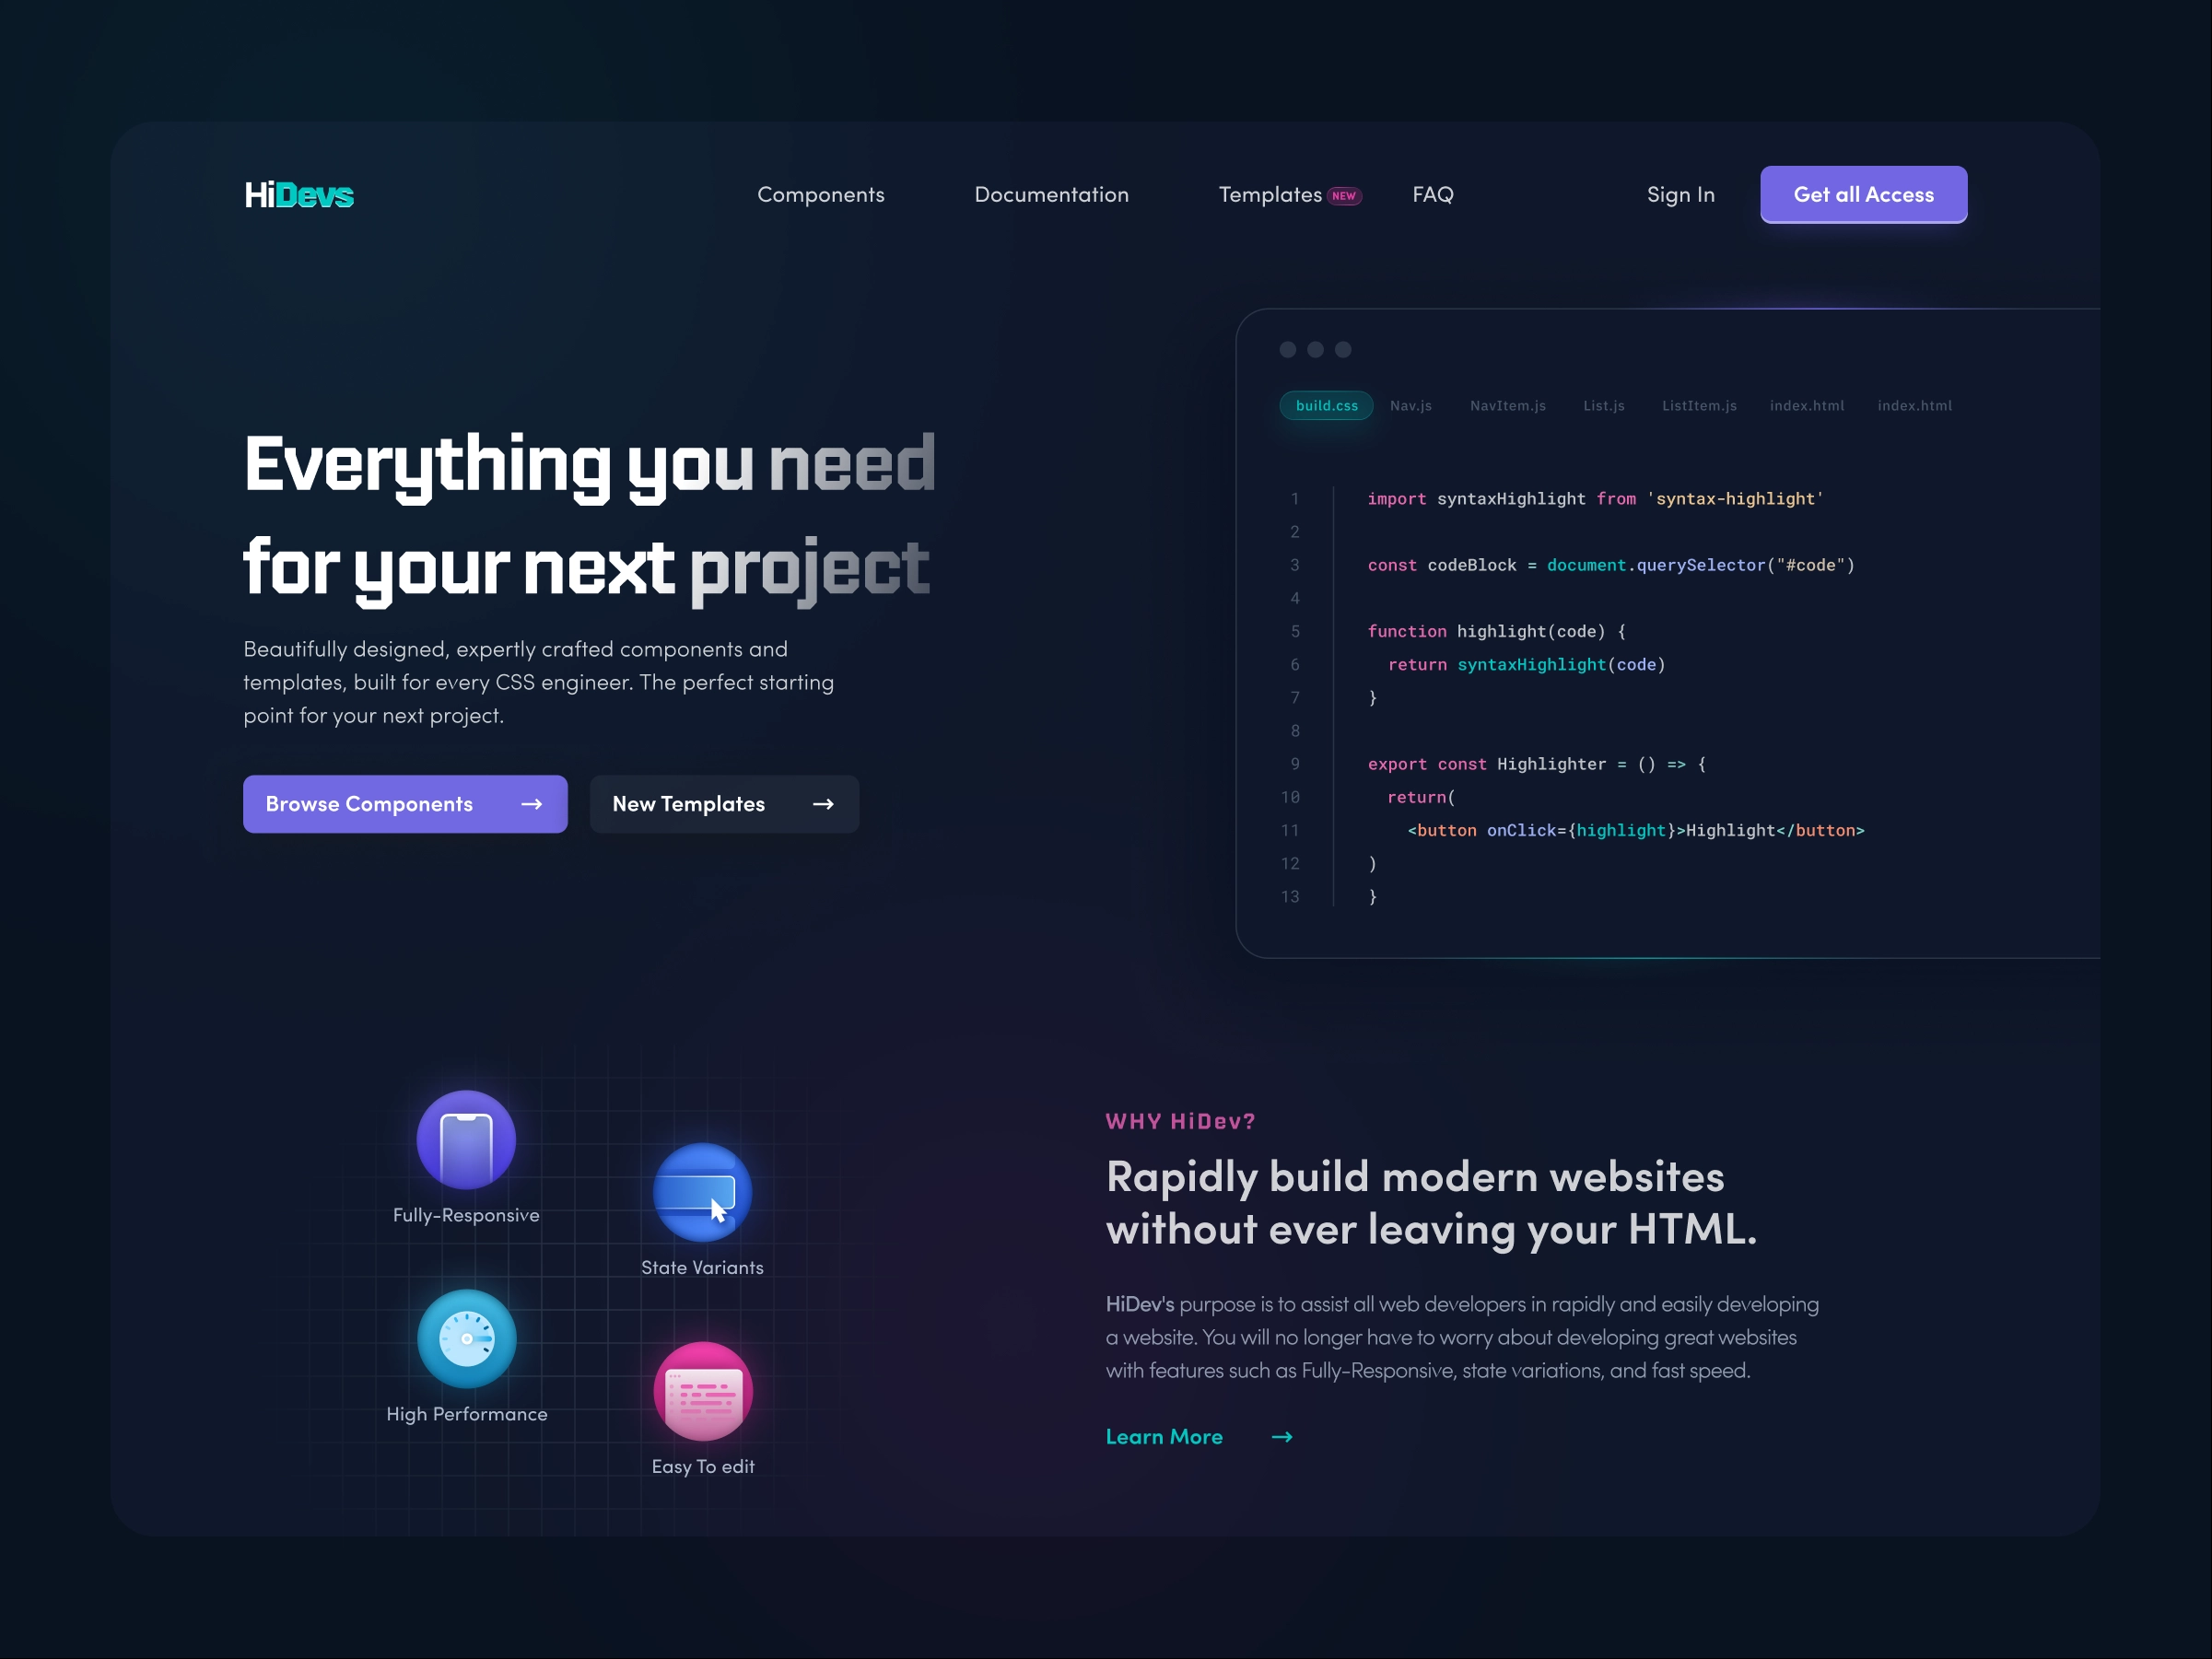 HiDevs
Components
Documentation
Templates NEW
FAQ
Sign In
Get all Access
Everything you need
for your next project
Beautifully designed, expertly crafted components and
templates, built for every CSS engineer. The perfect starting
point for your next project.
Browse Components →
New Templates →
build.css Nav.js NavItem.js List.js ListItem.js index.html index.html
1 import syntaxHighlight from 'syntax-highlight'
2
3 const codeBlock = document.querySelector("#code")
4
5 function highlight(code) {
6 return syntaxHighlight(code)
7 }
8
9 export const Highlighter = () => {
10 return(
11 <button onClick={highlight}>Highlight</button>
12 )
13 }
Fully-Responsive
State Variants
High Performance
Easy To edit
WHY HiDev?
Rapidly build modern websites
without ever leaving your HTML.
HiDev's purpose is to assist all web developers in rapidly and easily developing
a website. You will no longer have to worry about developing great websites
with features such as Fully-Responsive, state variations, and fast speed.
Learn More →